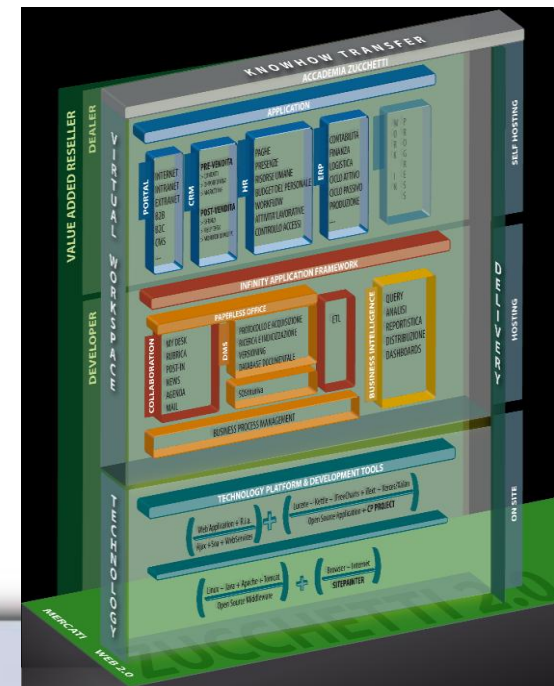 KNOWHOW TRANSFER
ACCADEMIA ZUCCHETTI
VALUE ADDED RESELLER
DEALER
DEVELOPER
VIRTUAL WORKSPACE
TECHNOLOGY
APPLICATION
PORTAL
INTERNET
INTRANET
EXTRANET
B2B
B2C
CMS
....
CRM
PRE-VENDITA
POST-VENDITA
HR
PAGHE
PRESENZE
RISORSE UMANE
BUDGET DEL PERSONALE
WORKFLOW
ATTIVITÀ LAVORATIVE
CONTROLLO ACCESSI
ERP
CONTABILITÀ
FINANZA
LOGISTICA
CICLO ATTIVO
CICLO PASSIVO
PRODUZIONE
....
WORK IN
PROGRESS
INFINITY APPLICATION FRAMEWORK
PAPERLESS OFFICE
COLLABORATION
MY DESK
RUBRICA
POST-IN
NEWS
AGENDA
MAIL
DMS
PROTOCOLLO E ACQUISIZIONE
RICERCA E INDICIZZAZIONE
VERSIONING
DATABASE DOCUMENTALE
SOStitutiva
ETL
BUSINESS INTELLIGENCE
QUERY
ANALISI
REPORTISTICA
DISTRIBUZIONE
DASHBOARDS
BUSINESS PROCESS MANAGEMENT
TECHNOLOGY PLATFORM & DEVELOPMENT TOOLS
Web Application + R.I.A.
Ajax + Soa + WebServices
+
Open Source Application + CP PROJECT
Linux – Java + Apache + Tomcat
Open Source Middleware
+
Browser – Internet
SITEPAINTER
DELIVERY
SELF HOSTING
HOSTING
ON SITE
MERCATI
WEB 2.0
ZUCCHETTI 2.0